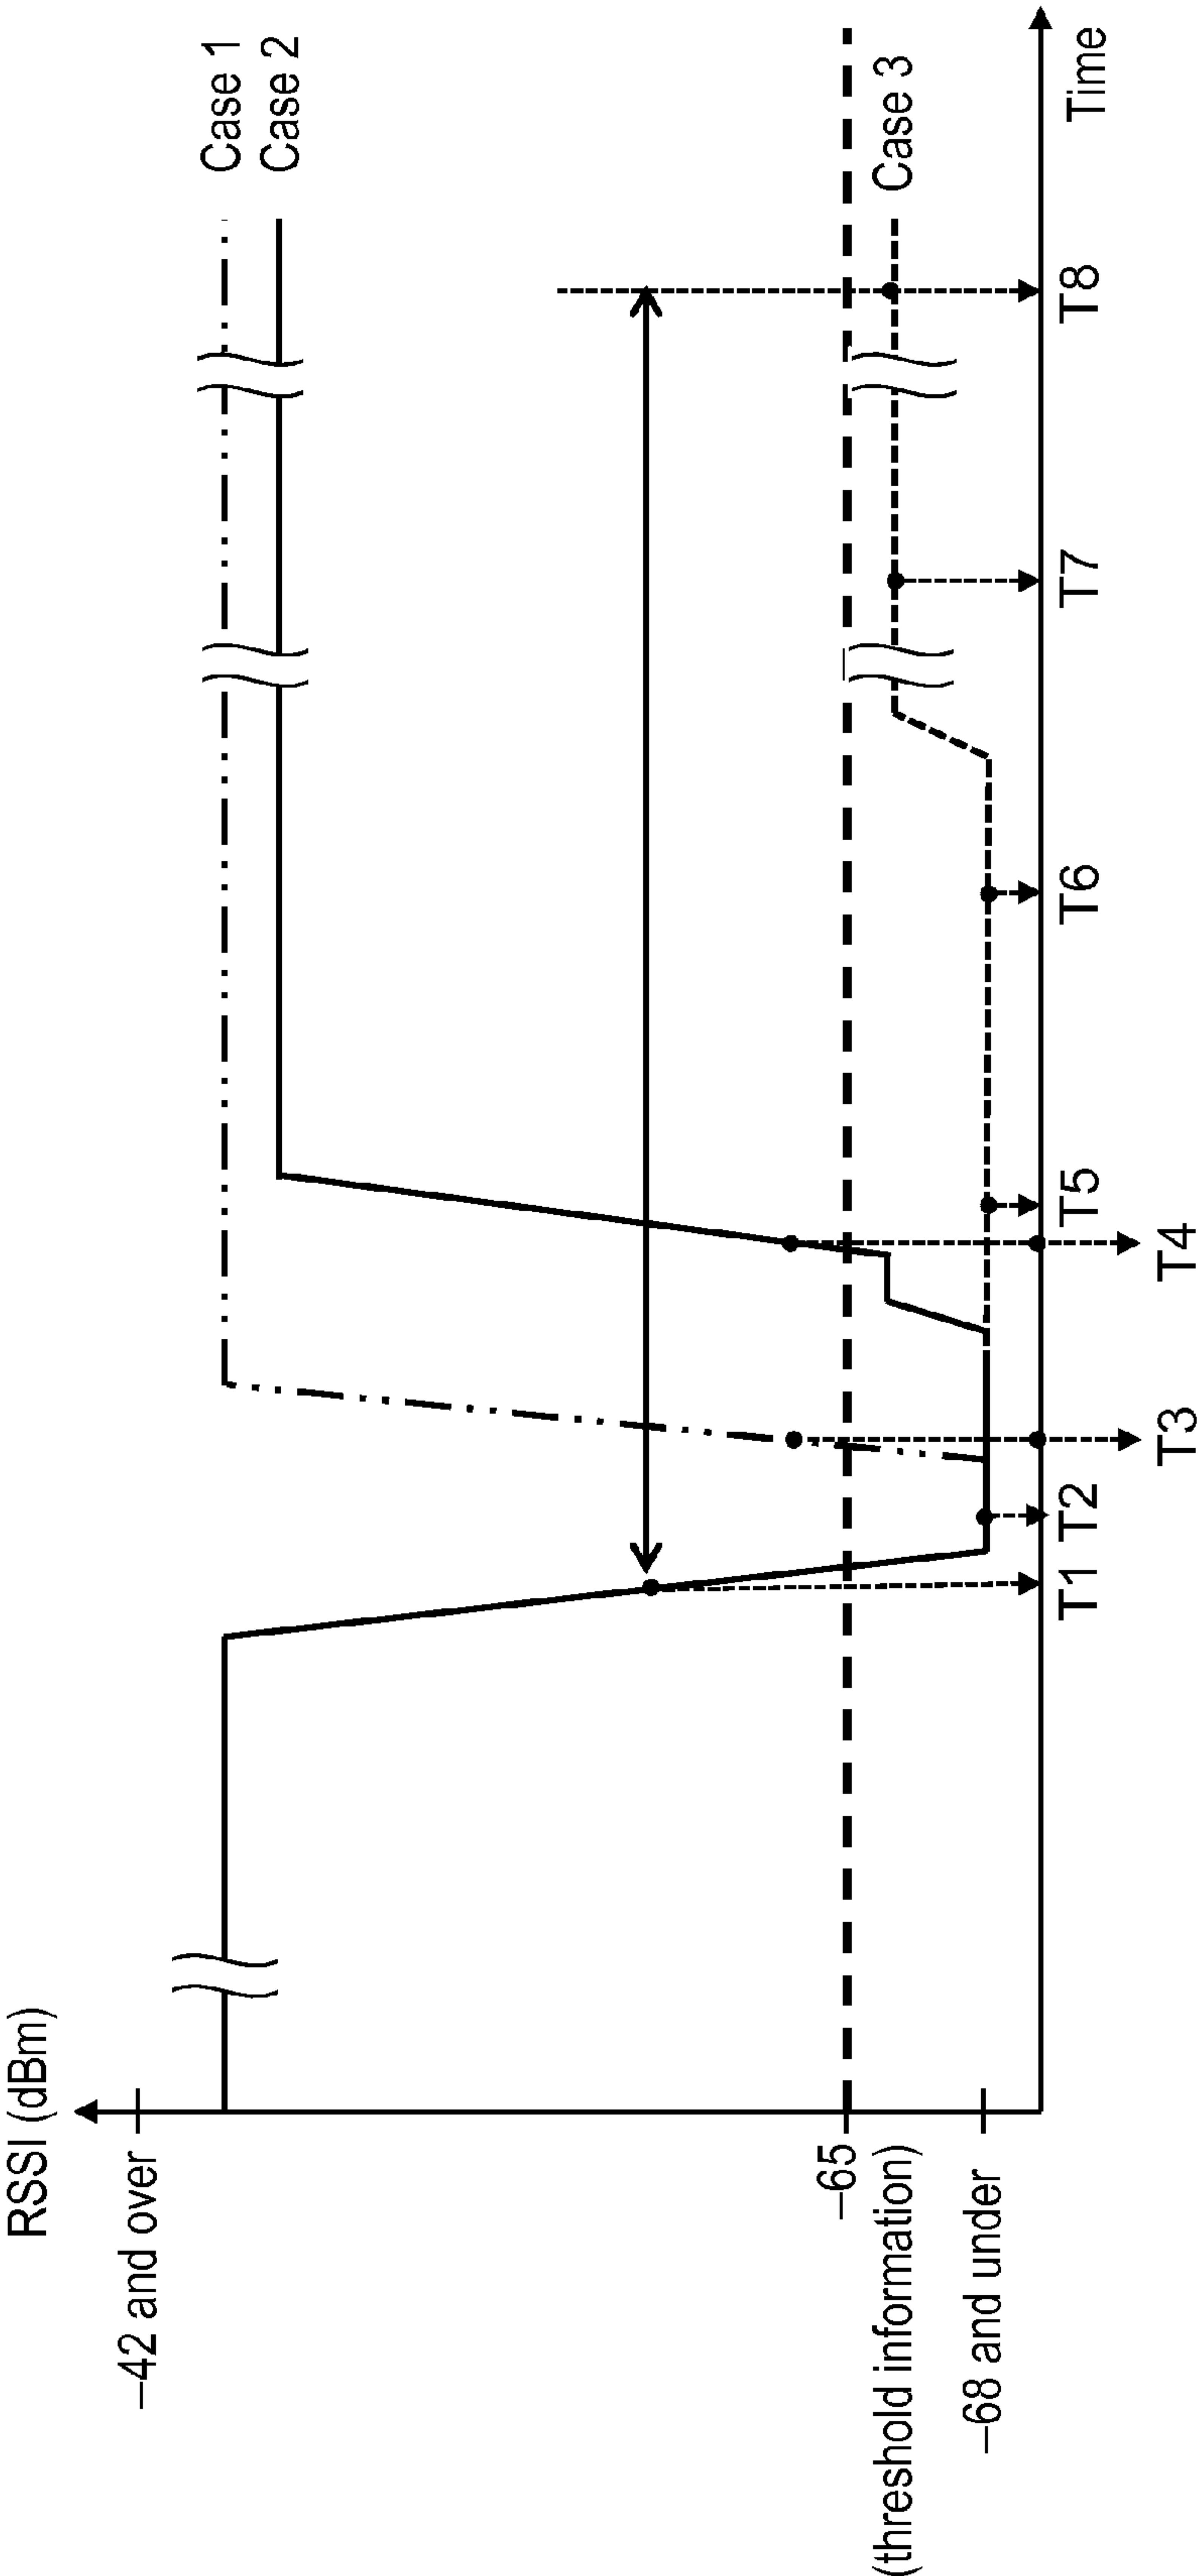 RSSI (dBm)
–42 and over
–65
(threshold information)
–68 and under
Case 1
Case 2
Case 3
T1
T2
T3
T4
T5
T6
T7
T8
Time